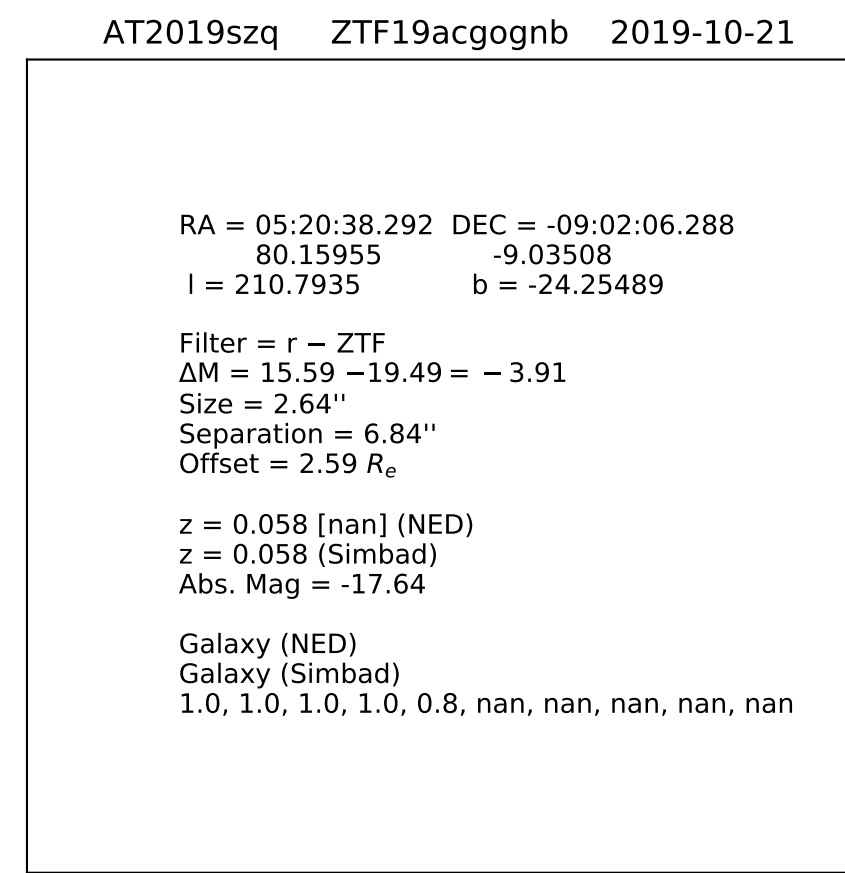 AT2019szq ZTF19acgognb 2019-10-21
RA = 05:20:38.292 DEC = -09:02:06.288
80.15955 -9.03508
l = 210.7935 b = -24.25489
Filter = r − ZTF
ΔM = 15.59 −19.49 = − 3.91
Size = 2.64''
Separation = 6.84''
Offset = 2.59 Re
z = 0.058 [nan] (NED)
z = 0.058 (Simbad)
Abs. Mag = -17.64
Galaxy (NED)
Galaxy (Simbad)
1.0, 1.0, 1.0, 1.0, 0.8, nan, nan, nan, nan, nan